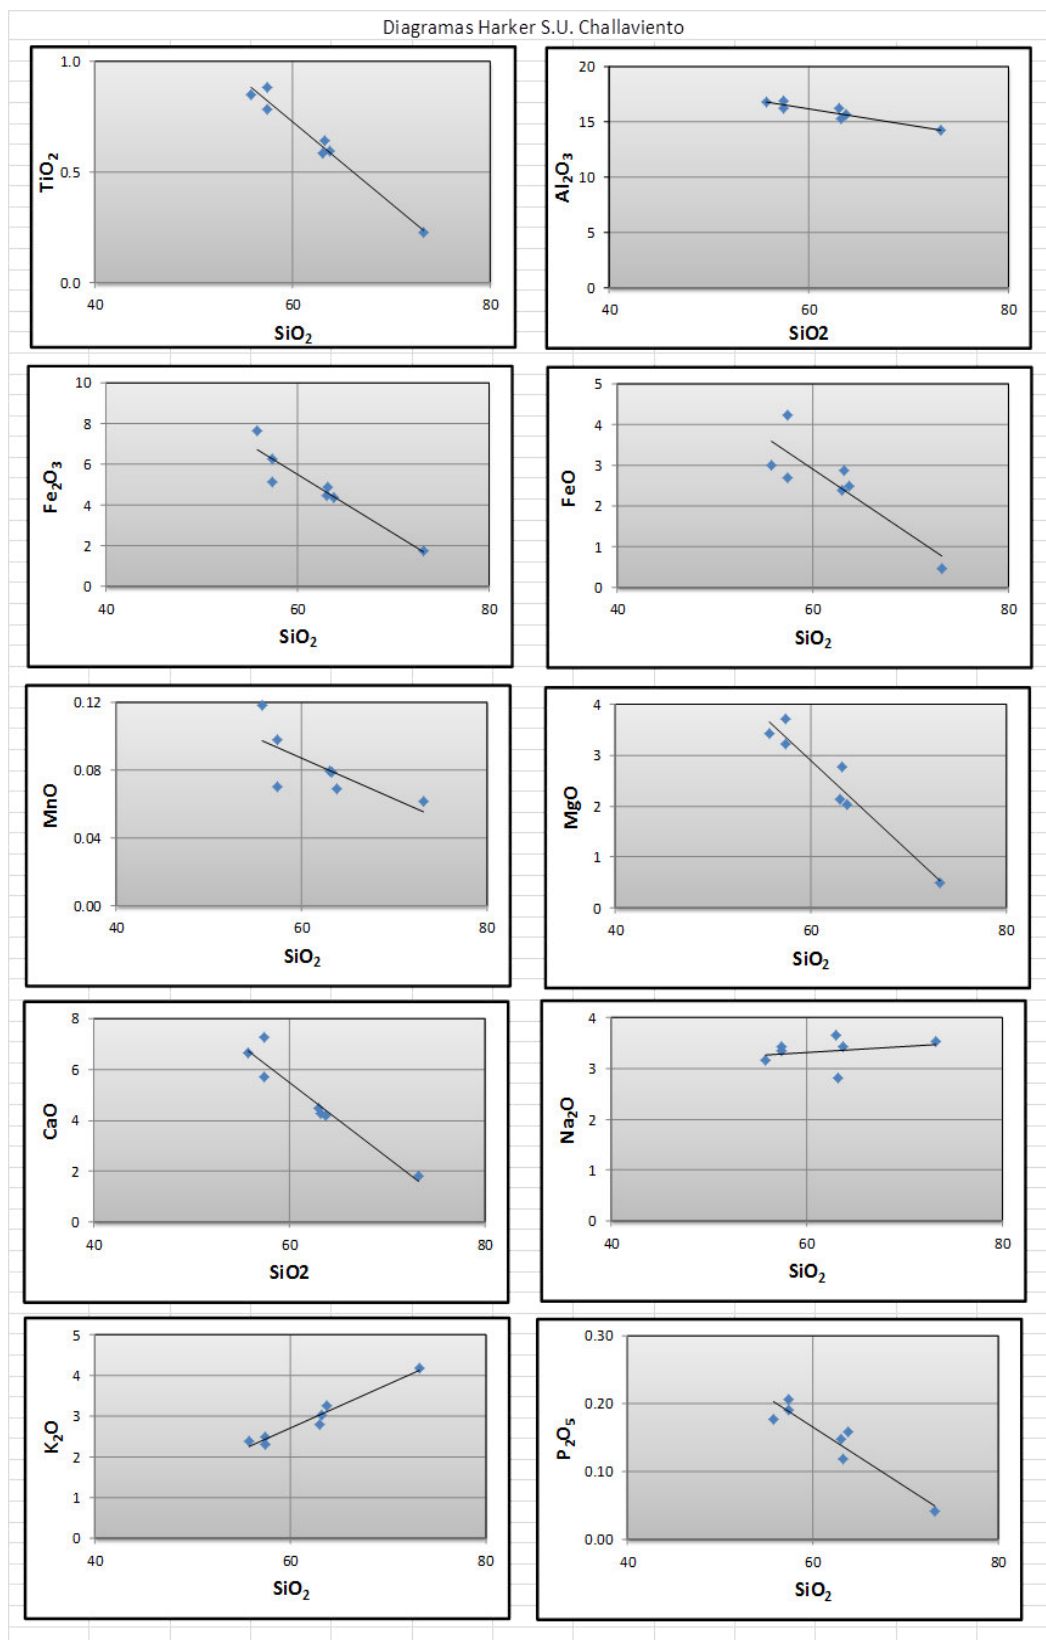 Diagramas Harker S.U. Challaviento
1.0
0.5
0.0
TiO₂
40 60 80
SiO₂
20
15
10
5
0
Al₂O₃
40 60 80
SiO2
10
8
6
4
2
0
Fe₂O₃
40 60 80
SiO₂
5
4
3
2
1
0
FeO
40 60 80
SiO₂
0.12
0.08
0.04
0.00
MnO
40 60 80
SiO₂
4
3
2
1
0
MgO
40 60 80
SiO₂
8
6
4
2
0
CaO
40 60 80
SiO2
4
3
2
1
0
Na₂O
40 60 80
SiO₂
5
4
3
2
1
0
K₂O
40 60 80
SiO₂
0.30
0.20
0.10
0.00
P₂O₅
40 60 80
SiO₂